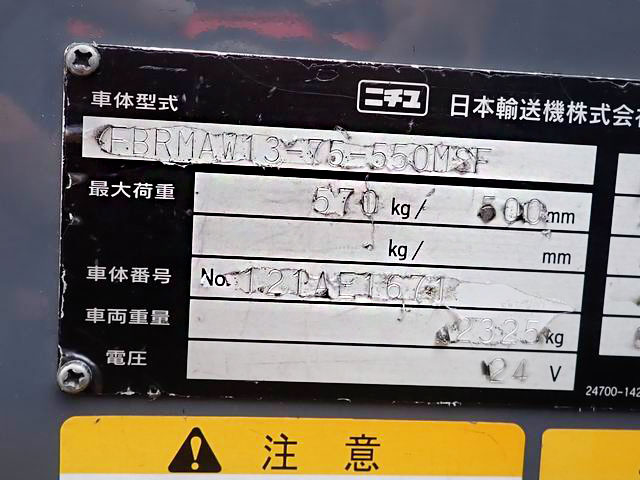 ニチユ 日本輸送機株式会
車体型式
FBRMAW13-75-550MSF
最大荷重 570 kg/ 500 mm
kg/ mm
車体番号 No. 121AE1671
車両重量 2325 kg
電圧 24 V
24700-142
注意